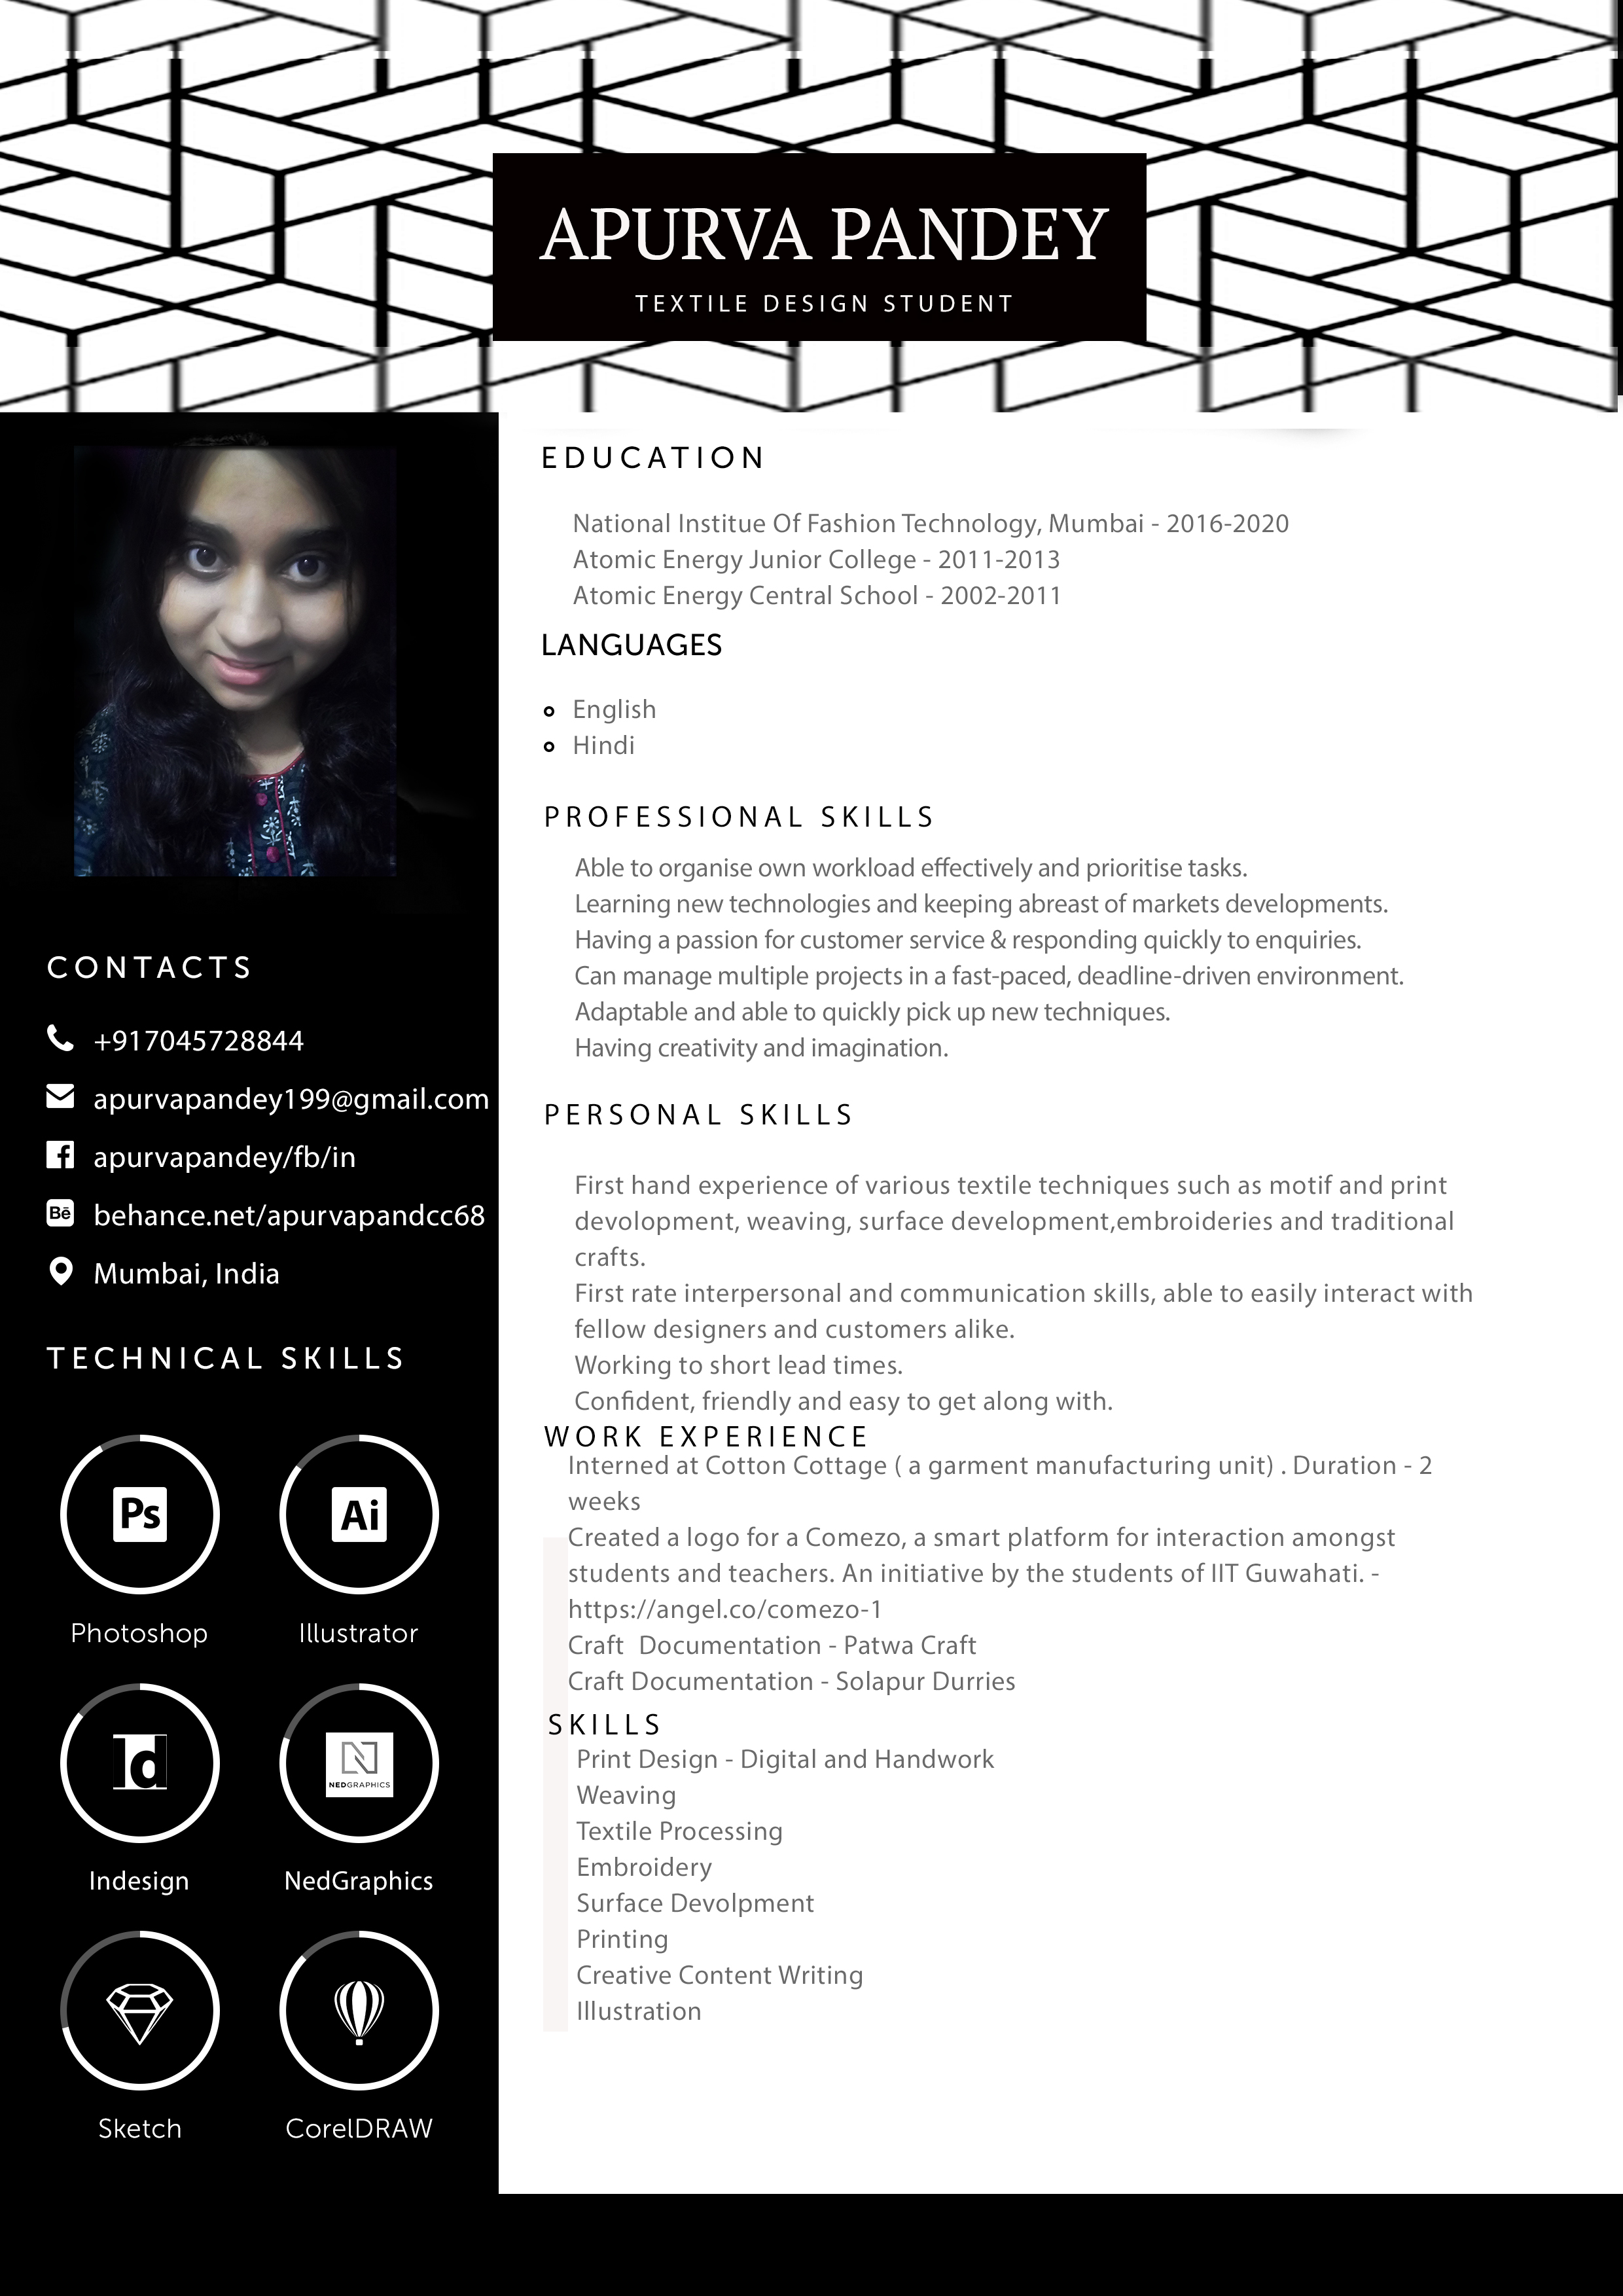 APURVA PANDEY
TEXTILE DESIGN STUDENT
CONTACTS
+917045728844
apurvapandey199@gmail.com
apurvapandey/fb/in
Bē
behance.net/apurvapandcc68
Mumbai, India
TECHNICAL SKILLS
Ps
Ai
Photoshop
Illustrator
Id
NEDGRAPHICS
Indesign
NedGraphics
Sketch
CorelDRAW
EDUCATION
National Institue Of Fashion Technology, Mumbai - 2016-2020
Atomic Energy Junior College - 2011-2013
Atomic Energy Central School - 2002-2011
LANGUAGES
English
Hindi
PROFESSIONAL SKILLS
Able to organise own workload effectively and prioritise tasks.
Learning new technologies and keeping abreast of markets developments.
Having a passion for customer service & responding quickly to enquiries.
Can manage multiple projects in a fast-paced, deadline-driven environment.
Adaptable and able to quickly pick up new techniques.
Having creativity and imagination.
PERSONAL SKILLS
First hand experience of various textile techniques such as motif and print
devolopment, weaving, surface development,embroideries and traditional
crafts.
First rate interpersonal and communication skills, able to easily interact with
fellow designers and customers alike.
Working to short lead times.
Confident, friendly and easy to get along with.
WORK EXPERIENCE
Interned at Cotton Cottage ( a garment manufacturing unit) . Duration - 2
weeks
Created a logo for a Comezo, a smart platform for interaction amongst
students and teachers. An initiative by the students of IIT Guwahati. -
https://angel.co/comezo-1
Craft  Documentation - Patwa Craft
Craft Documentation - Solapur Durries
SKILLS
Print Design - Digital and Handwork
Weaving
Textile Processing
Embroidery
Surface Devolpment
Printing
Creative Content Writing
Illustration